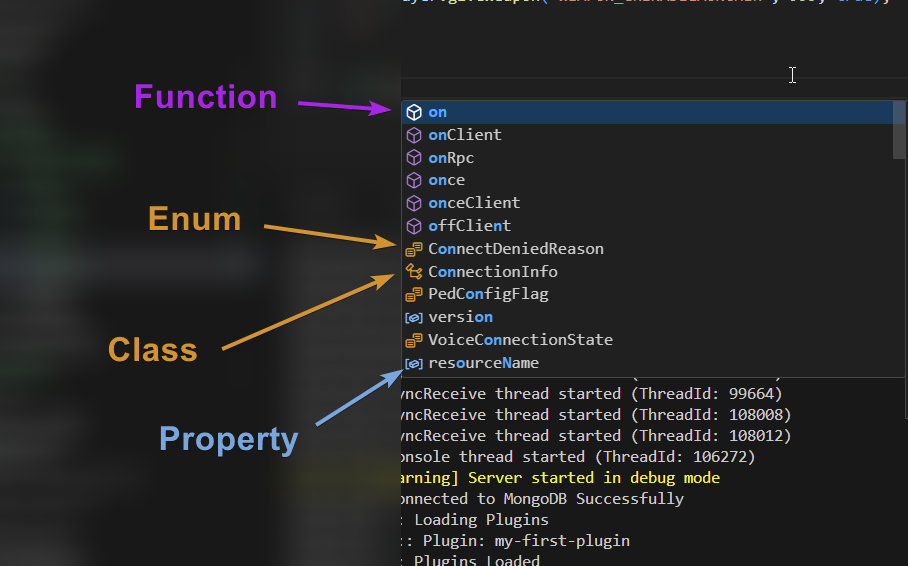 Function
Enum
Class
Property
on
onClient
onRpc
once
onceClient
offClient
ConnectDeniedReason
ConnectionInfo
PedConfigFlag
version
VoiceConnectionState
resourceName
yncReceive thread started (ThreadId: 99664)
yncReceive thread started (ThreadId: 108008)
yncReceive thread started (ThreadId: 108012)
onsole thread started (ThreadId: 106272)
arning] Server started in debug mode
onnected to MongoDB Successfully
: Loading Plugins
:: Plugin: my-first-plugin
: Plugins Loaded